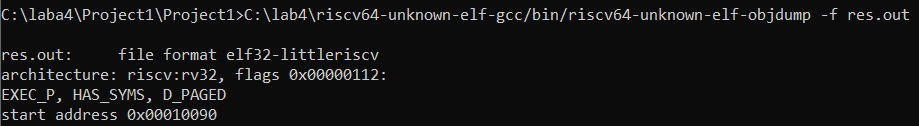 C:\laba4\Project1\Project1>C:\lab4\riscv64-unknown-elf-gcc/bin/riscv64-unknown-elf-objdump -f res.out
res.out:     file format elf32-littleriscv
architecture: riscv:rv32, flags 0x00000112:
EXEC_P, HAS_SYMS, D_PAGED
start address 0x00010090